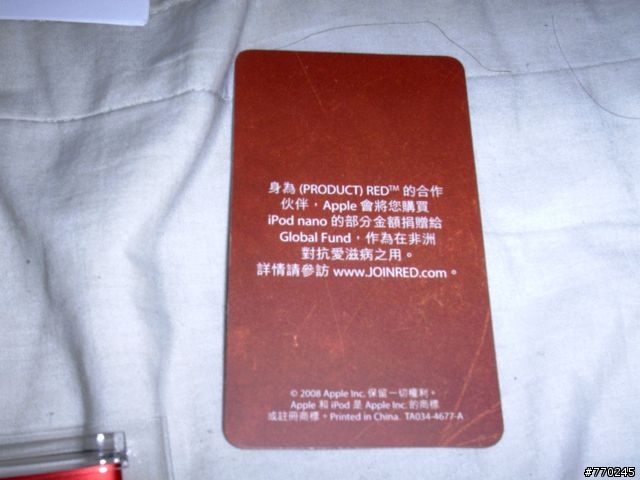 身為 (PRODUCT) RED™ 的合作
伙伴，Apple 會將您購買
iPod nano 的部分金額捐贈給
Global Fund，作為在非洲
對抗愛滋病之用。
詳情請參訪 www.JOINRED.com。
© 2008 Apple Inc. 保留一切權利。
Apple 和 iPod 是 Apple Inc. 的商標
或註冊商標。Printed in China. TA034-4677-A
#770245